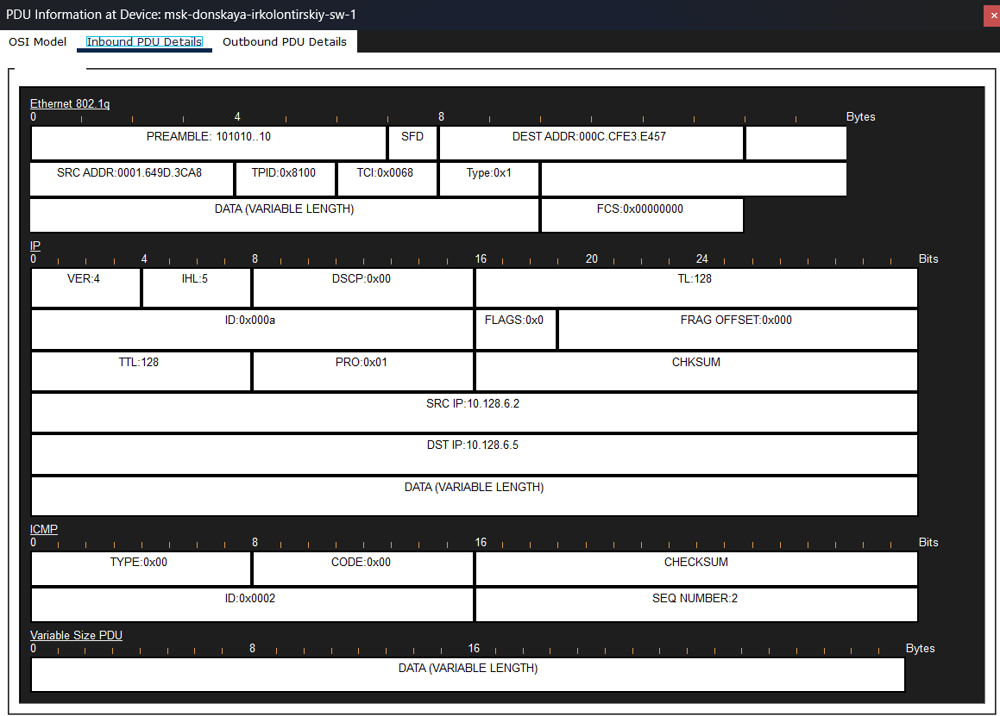 PDU Information at Device: msk-donskaya-irkolontirskiy-sw-1 ×
OSI Model Inbound PDU Details Outbound PDU Details
Ethernet 802.1q
0 4 8 Bytes
PREAMBLE: 101010..10 SFD DEST ADDR:000C.CFE3.E457
SRC ADDR:0001.649D.3CA8 TPID:0x8100 TCI:0x0068 Type:0x1
DATA (VARIABLE LENGTH) FCS:0x00000000
IP
0 4 8 16 20 24 Bits
VER:4 IHL:5 DSCP:0x00 TL:128
ID:0x000a FLAGS:0x0 FRAG OFFSET:0x000
TTL:128 PRO:0x01 CHKSUM
SRC IP:10.128.6.2
DST IP:10.128.6.5
DATA (VARIABLE LENGTH)
ICMP
0 8 16 Bits
TYPE:0x00 CODE:0x00 CHECKSUM
ID:0x0002 SEQ NUMBER:2
Variable Size PDU
0 8 16 Bytes
DATA (VARIABLE LENGTH)